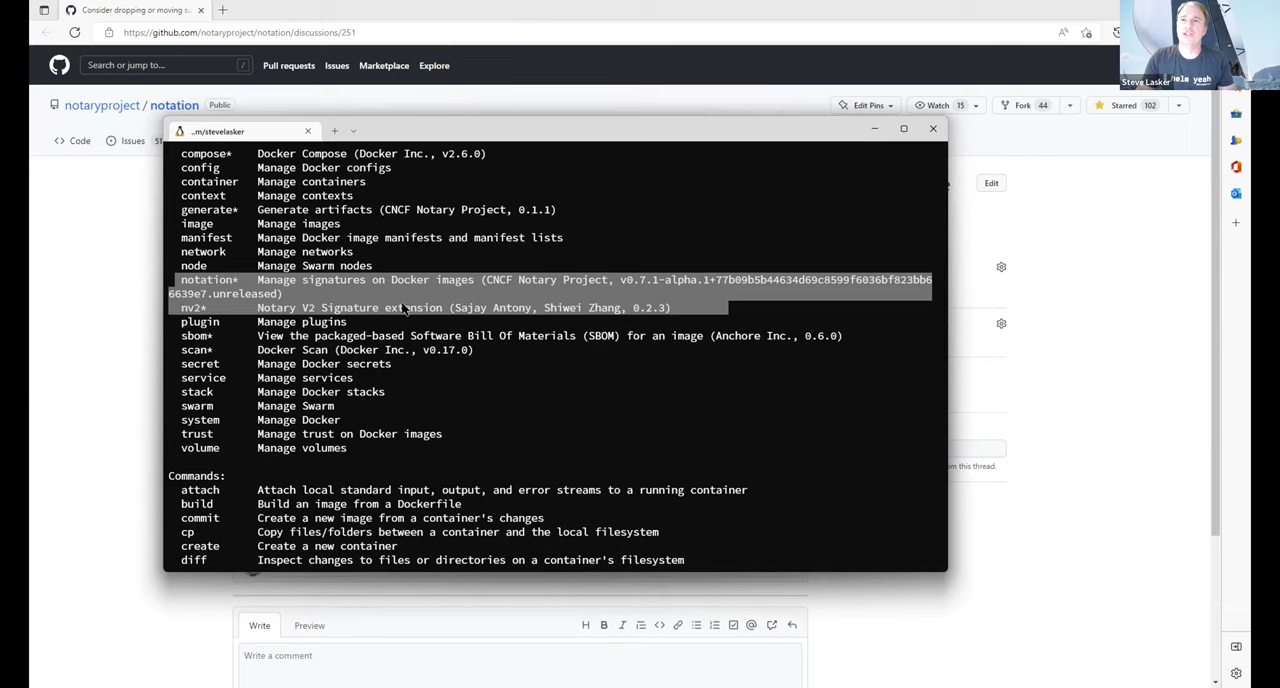 Consider dropping or moving su
https://github.com/notaryproject/notation/discussions/251
Search or jump to...
/
Pull requests
Issues
Marketplace
Explore
Steve Lasker
helm yeah
notaryproject / notation
Public
Edit Pins
Watch 15
Fork 44
Starred 102
Code
Issues 51
..m/stevelasker
Edit
compose* Docker Compose (Docker Inc., v2.6.0)
config Manage Docker configs
container Manage containers
context Manage contexts
generate* Generate artifacts (CNCF Notary Project, 0.1.1)
image Manage images
manifest Manage Docker image manifests and manifest lists
network Manage networks
node Manage Swarm nodes
notation* Manage signatures on Docker images (CNCF Notary Project, v0.7.1-alpha.1+77b09b5b44634d69c8599f6036bf823bb6
6639e7.unreleased)
nv2* Notary V2 Signature extension (Sajay Antony, Shiwei Zhang, 0.2.3)
plugin Manage plugins
sbom* View the packaged-based Software Bill Of Materials (SBOM) for an image (Anchore Inc., 0.6.0)
scan* Docker Scan (Docker Inc., v0.17.0)
secret Manage Docker secrets
service Manage services
stack Manage Docker stacks
swarm Manage Swarm
system Manage Docker
trust Manage trust on Docker images
volume Manage volumes
om this thread.
Commands:
attach Attach local standard input, output, and error streams to a running container
build Build an image from a Dockerfile
commit Create a new image from a container's changes
cp Copy files/folders between a container and the local filesystem
create Create a new container
diff Inspect changes to files or directories on a container's filesystem
Write
Preview
Write a comment